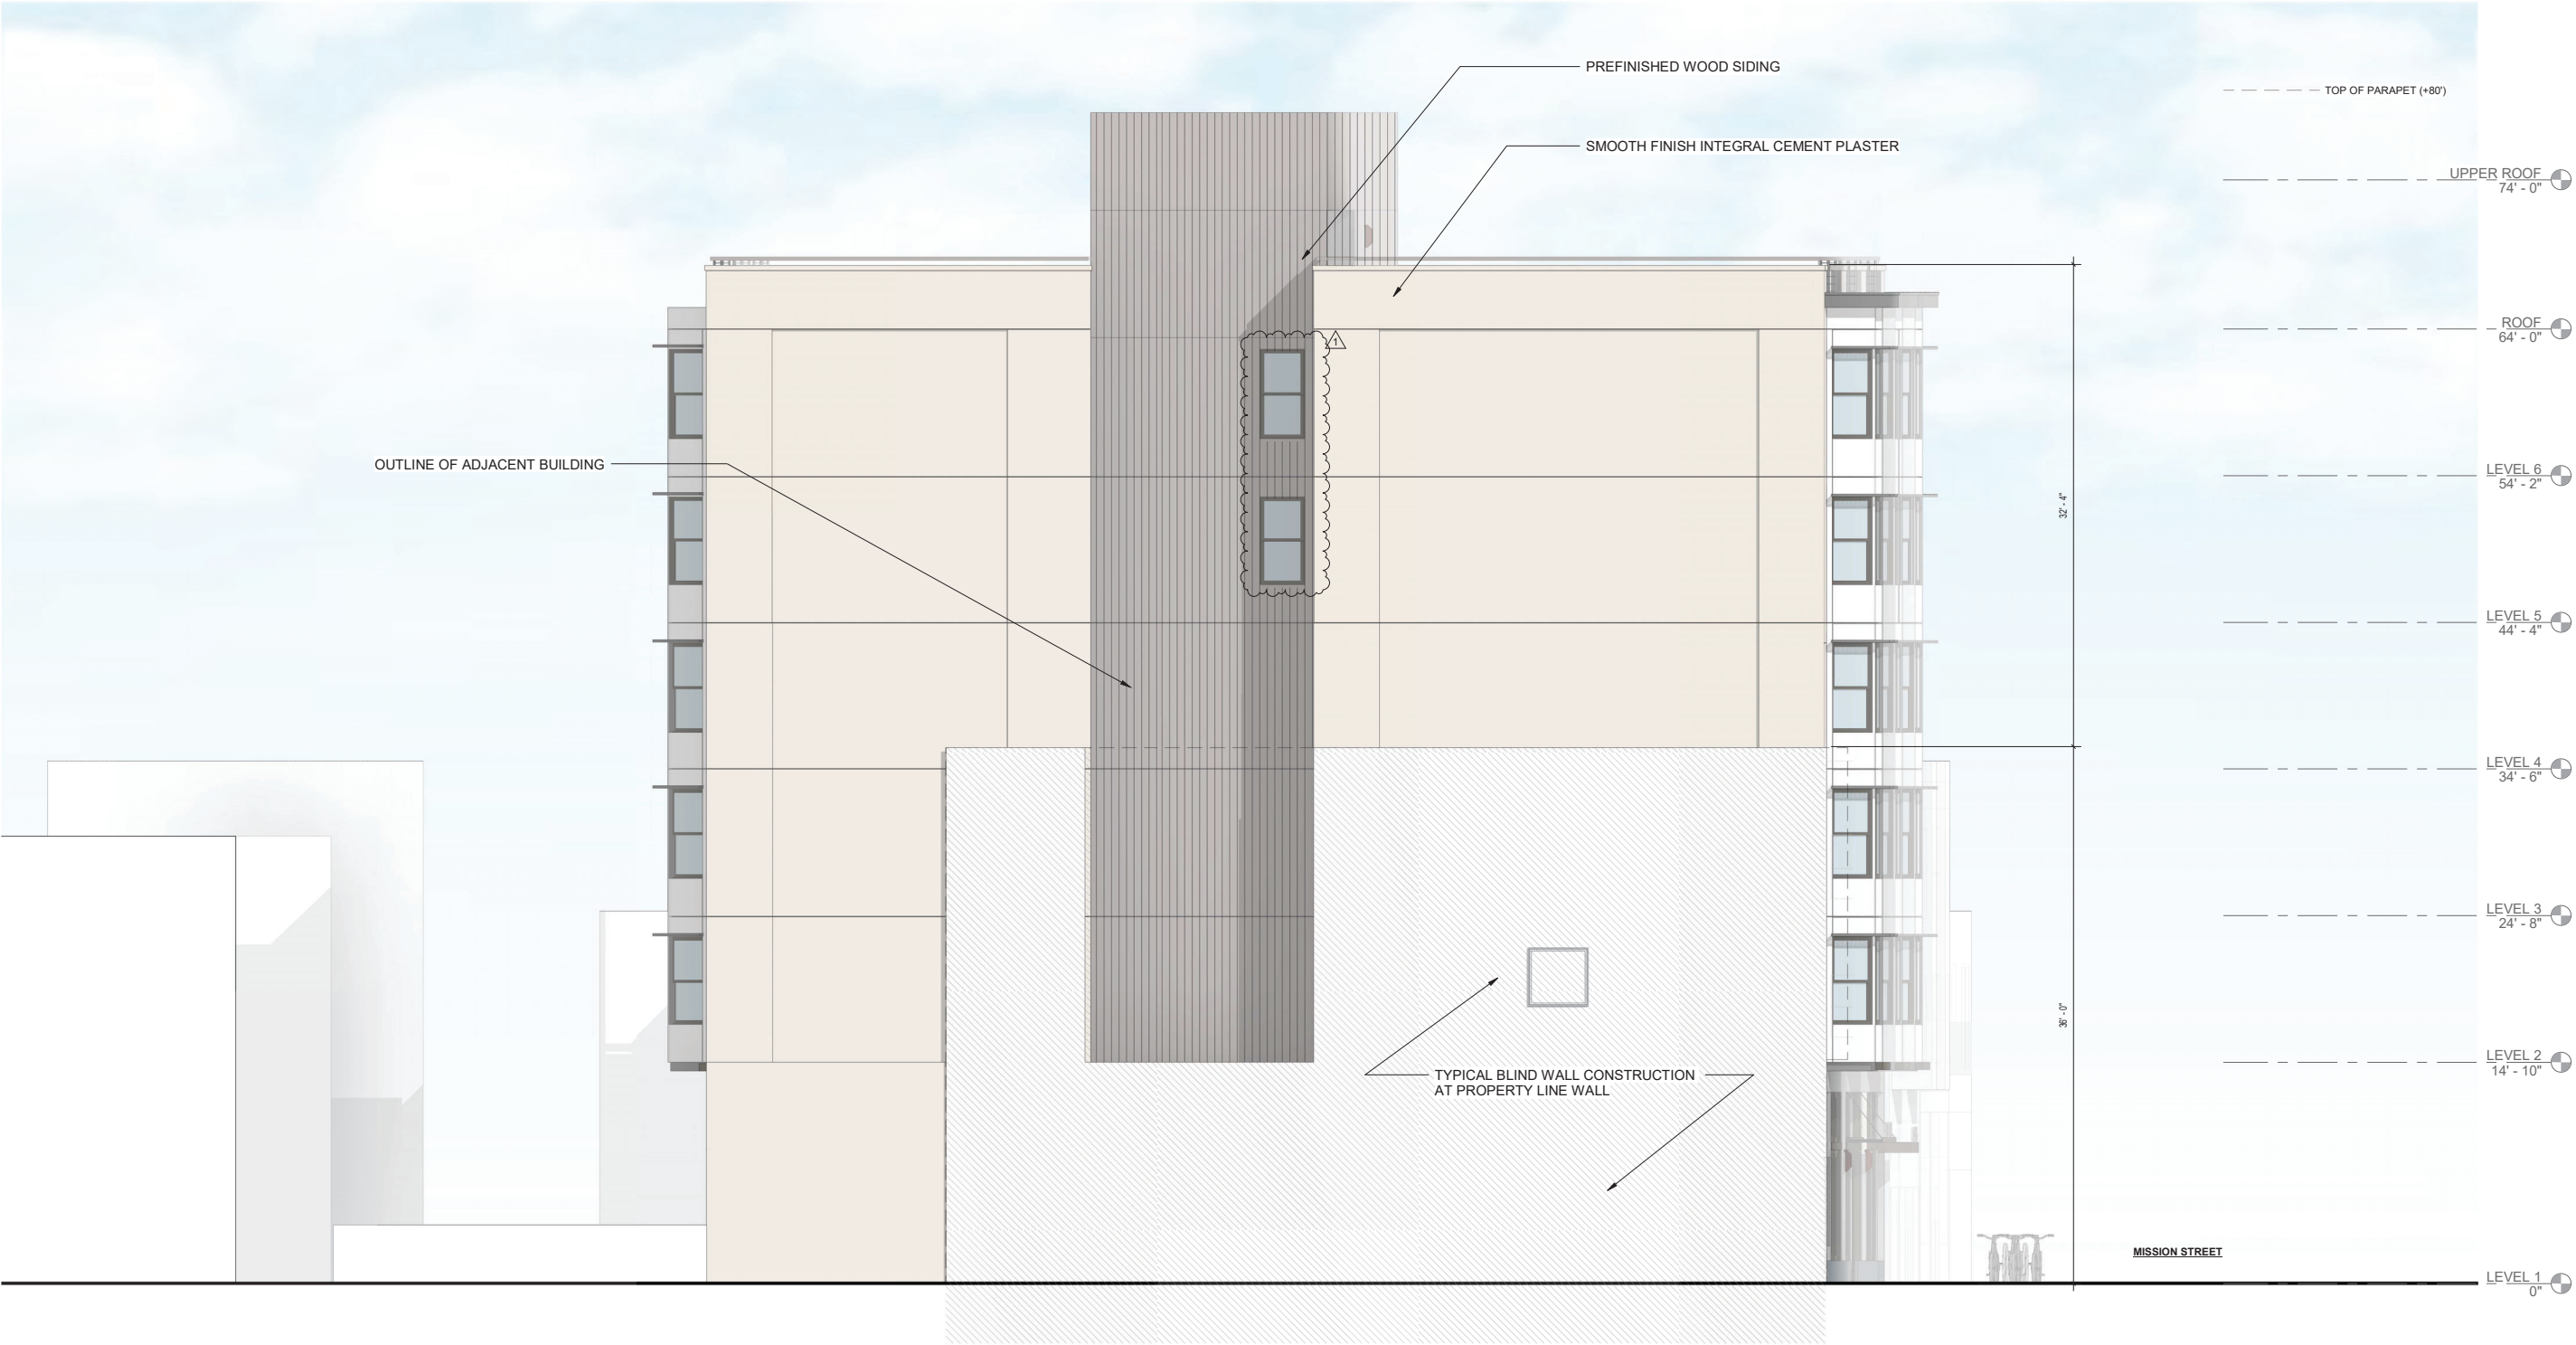 PREFINISHED WOOD SIDING
TOP OF PARAPET (+80')
SMOOTH FINISH INTEGRAL CEMENT PLASTER
UPPER ROOF
74' - 0"
ROOF
64' - 0"
1
OUTLINE OF ADJACENT BUILDING
LEVEL 6
54' - 2"
32' - 4"
LEVEL 5
44' - 4"
LEVEL 4
34' - 6"
LEVEL 3
24' - 8"
36' - 0"
LEVEL 2
14' - 10"
TYPICAL BLIND WALL CONSTRUCTION
AT PROPERTY LINE WALL
MISSION STREET
LEVEL 1
0"